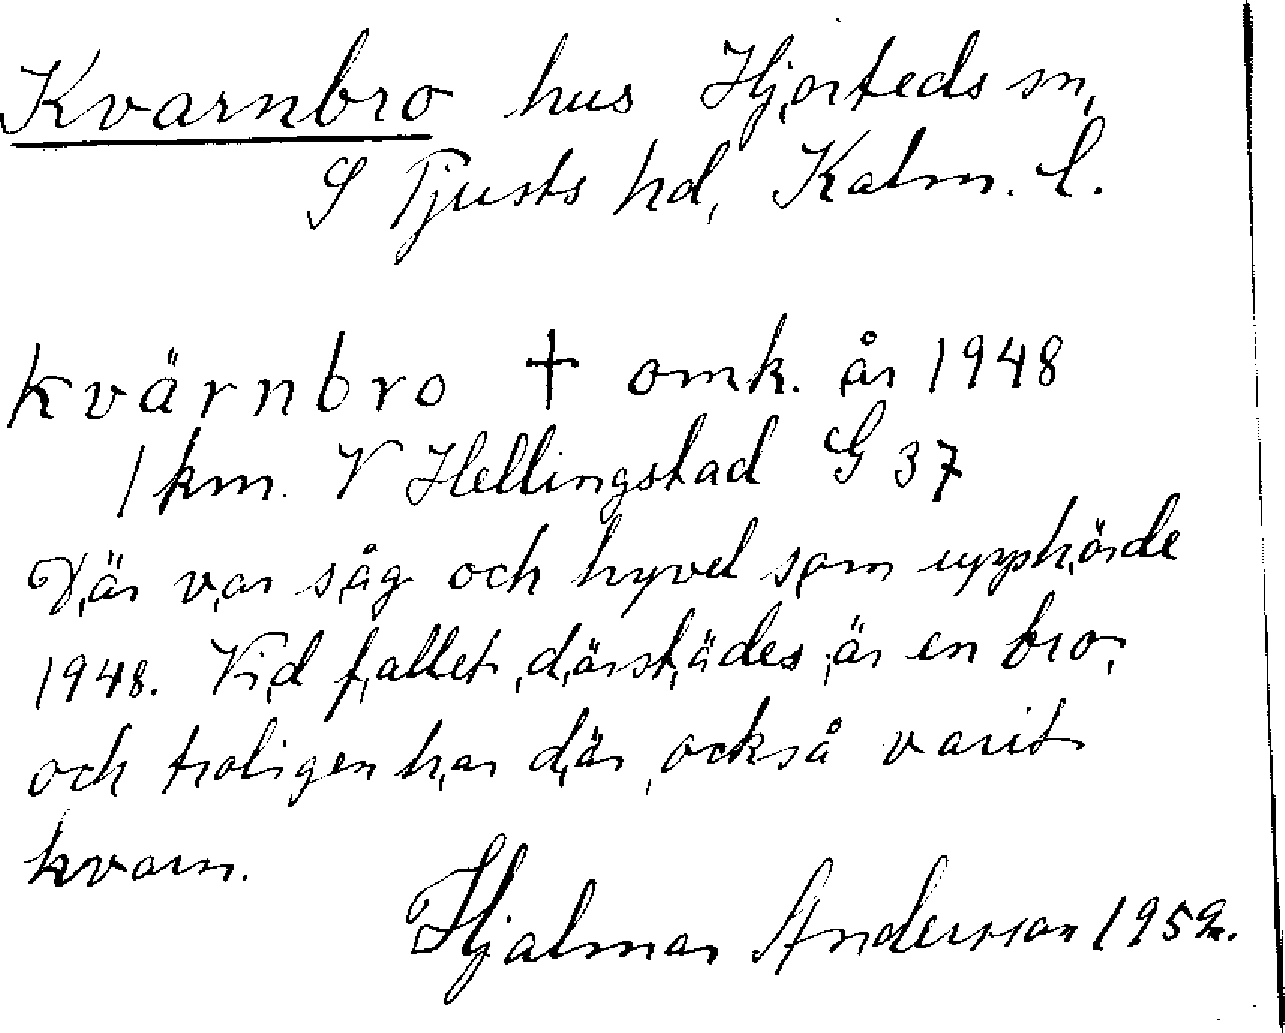 Kvarnbro hus Hjorteds sn,
S Tjusts hd, Kalm. l.
kvärnbro † omk. år 1948
1 km. V Hellingstad G 37
Där var såg och hyvel som upphörde
1948. Vid fallet därstädes är en bro,
och troligen har där också varit
kvarn.
Hjalmar Andersson 1952.